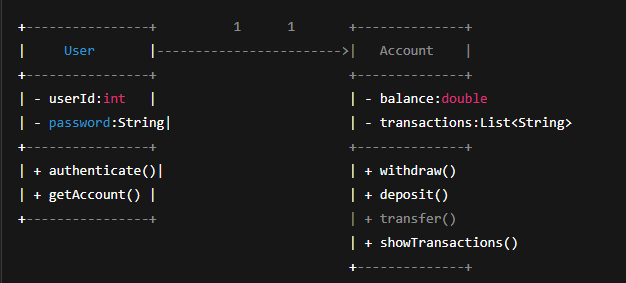 +---------------+          1      1       +--------------+
|     User       |------------------------>|   Account    |
+---------------+                          +--------------+
| - userId:int   |                         | - balance:double
| - password:String|                       | - transactions:List<String>
+---------------+                          +--------------+
| + authenticate()|                        | + withdraw()
| + getAccount() |                         | + deposit()
+---------------+                          | + transfer()
                                           | + showTransactions()
                                           +--------------+